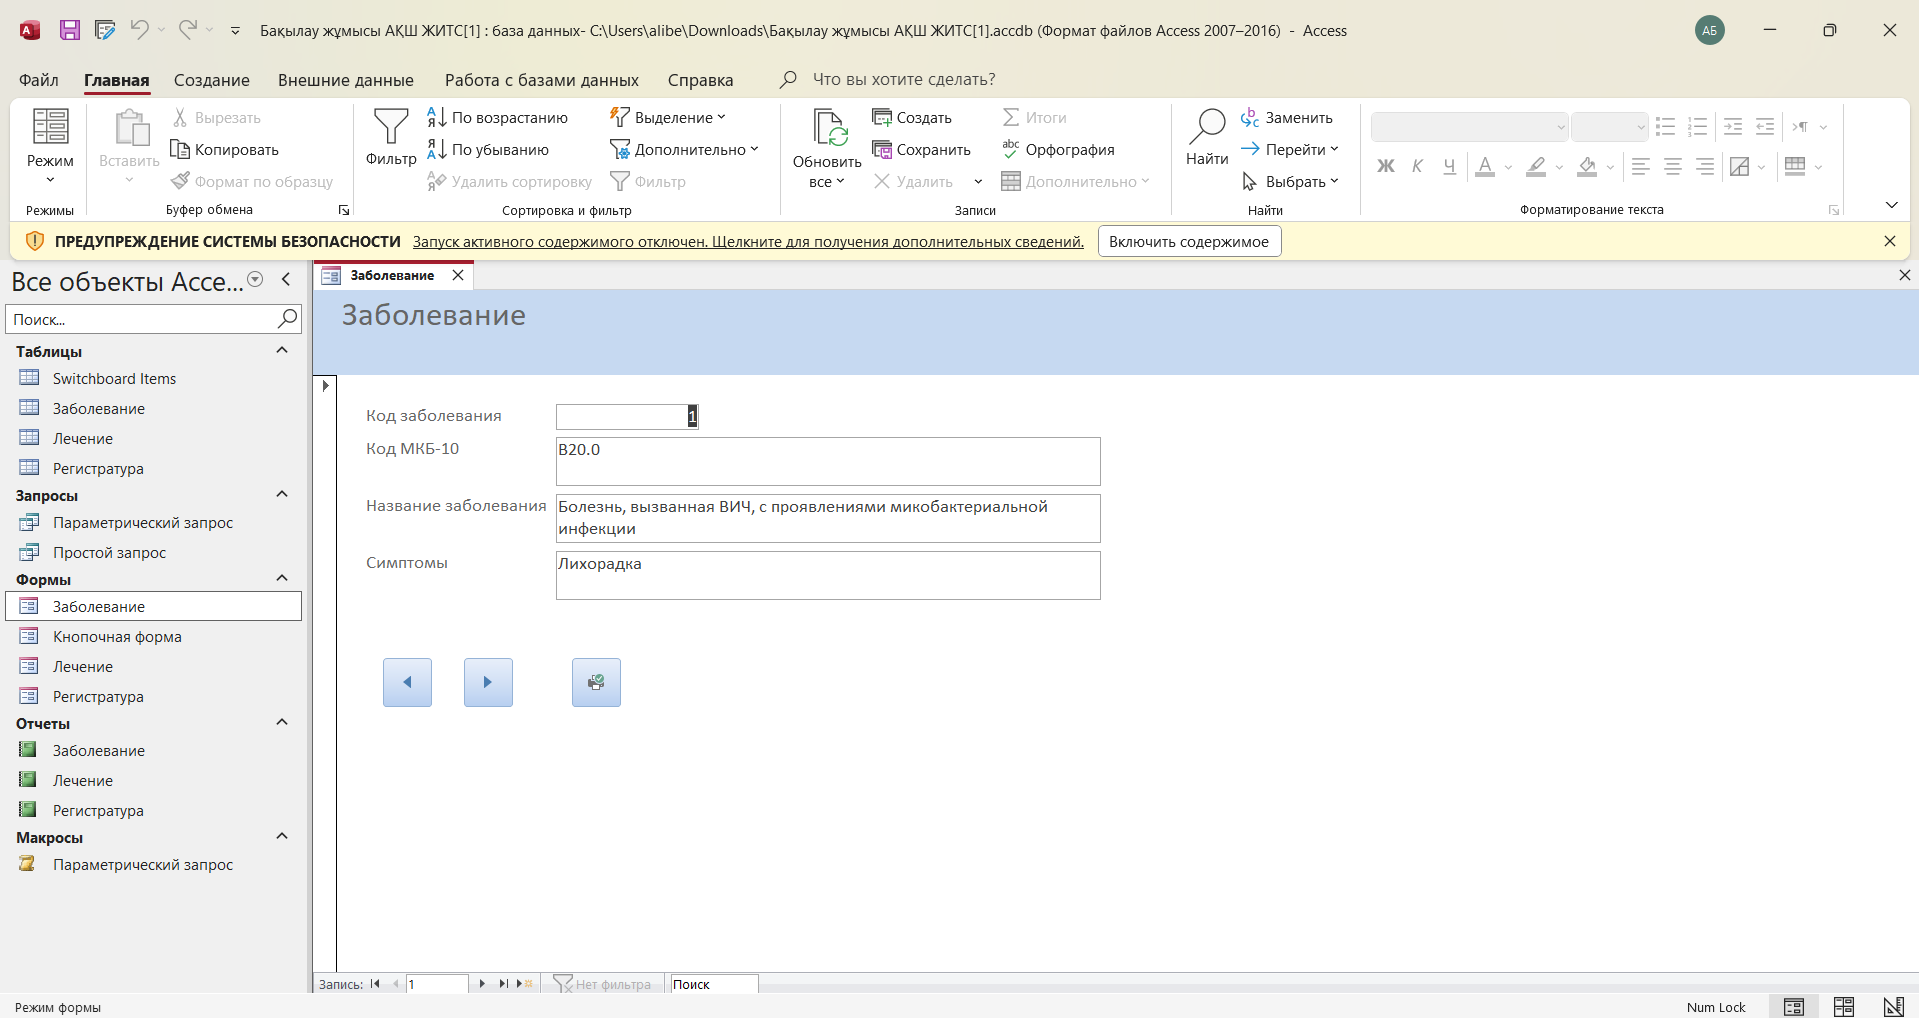 Бақылау жұмысы АҚШ ЖИТС[1] : база данных- C:\Users\alibe\Downloads\Бақылау жұмысы АҚШ ЖИТС[1].accdb (Формат файлов Access 2007–2016) - Access
АБ
Файл Главная Создание Внешние данные Работа с базами данных Справка Что вы хотите сделать?
Режим
Режимы
Вставить
Вырезать
Копировать
Формат по образцу
Буфер обмена
Фильтр
По возрастанию
По убыванию
Удалить сортировку
Выделение
Дополнительно
Фильтр
Сортировка и фильтр
Обновить
все
Создать
Сохранить
Удалить
Итоги
Орфография
Дополнительно
Записи
Найти
Заменить
Перейти
Выбрать
Найти
Ж К Ч А
Форматирование текста
ПРЕДУПРЕЖДЕНИЕ СИСТЕМЫ БЕЗОПАСНОСТИ Запуск активного содержимого отключен. Щелкните для получения дополнительных сведений. Включить содержимое
Все объекты Acce...
Поиск...
Таблицы
Switchboard Items
Заболевание
Лечение
Регистратура
Запросы
Параметрический запрос
Простой запрос
Формы
Заболевание
Кнопочная форма
Лечение
Регистратура
Отчеты
Заболевание
Лечение
Регистратура
Макросы
Параметрический запрос
Заболевание
Заболевание
Код заболевания 1
Код МКБ-10 B20.0
Название заболевания Болезнь, вызванная ВИЧ, с проявлениями микобактериальной
инфекции
Симптомы Лихорадка
Запись: 1 Нет фильтра Поиск
Режим формы
Num Lock